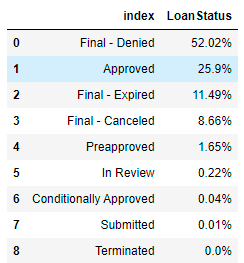 index LoanStatus
0 Final - Denied 52.02%
1 Approved 25.9%
2 Final - Expired 11.49%
3 Final - Canceled 8.66%
4 Preapproved 1.65%
5 In Review 0.22%
6 Conditionally Approved 0.04%
7 Submitted 0.01%
8 Terminated 0.0%